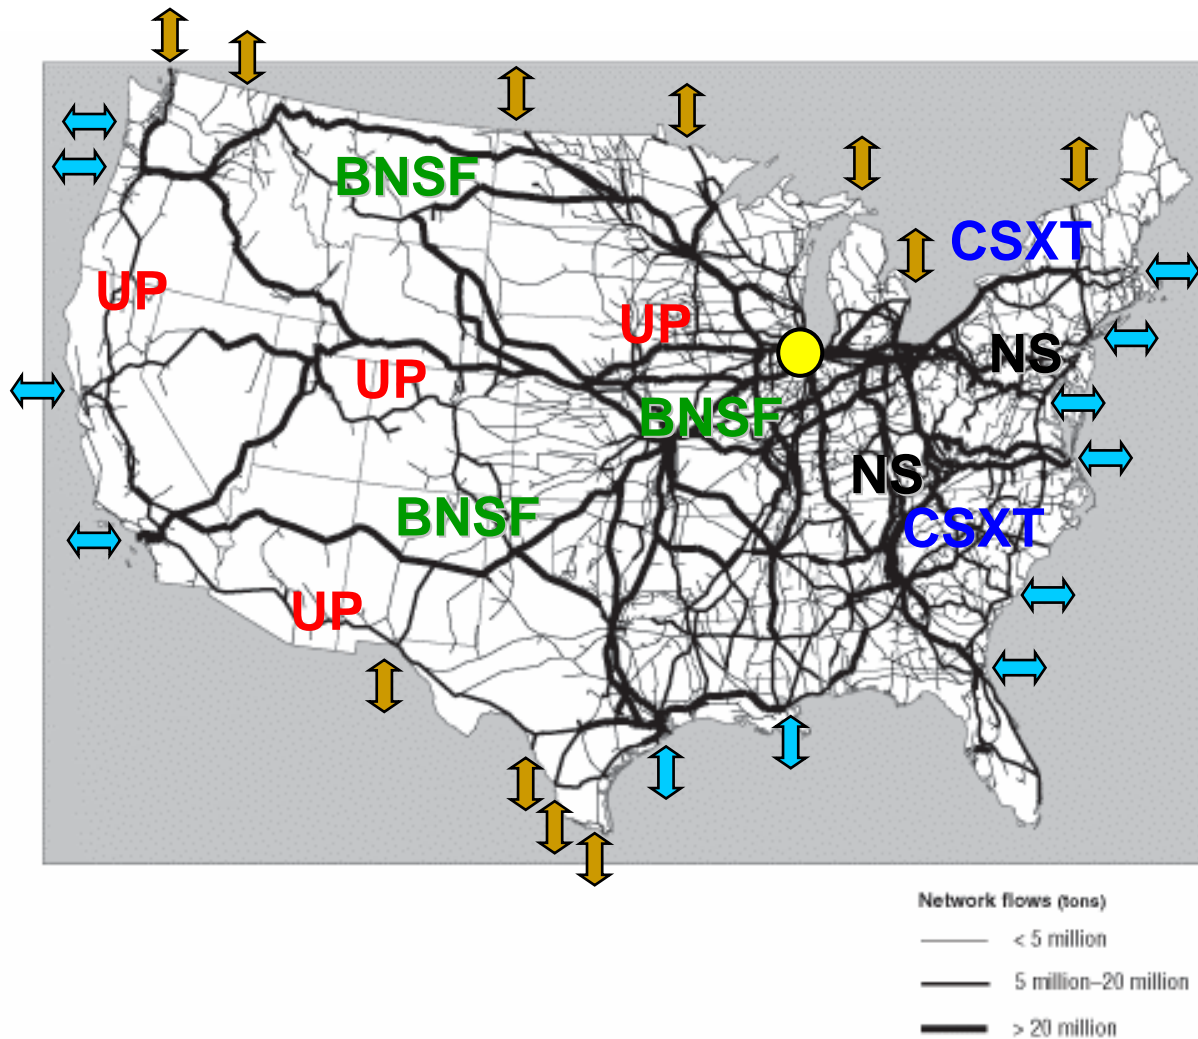 BNSF
CSXT
UP
UP
NS
UP
BNSF
NS
BNSF
CSXT
UP
Network flows (tons)
< 5 million
5 million–20 million
> 20 million